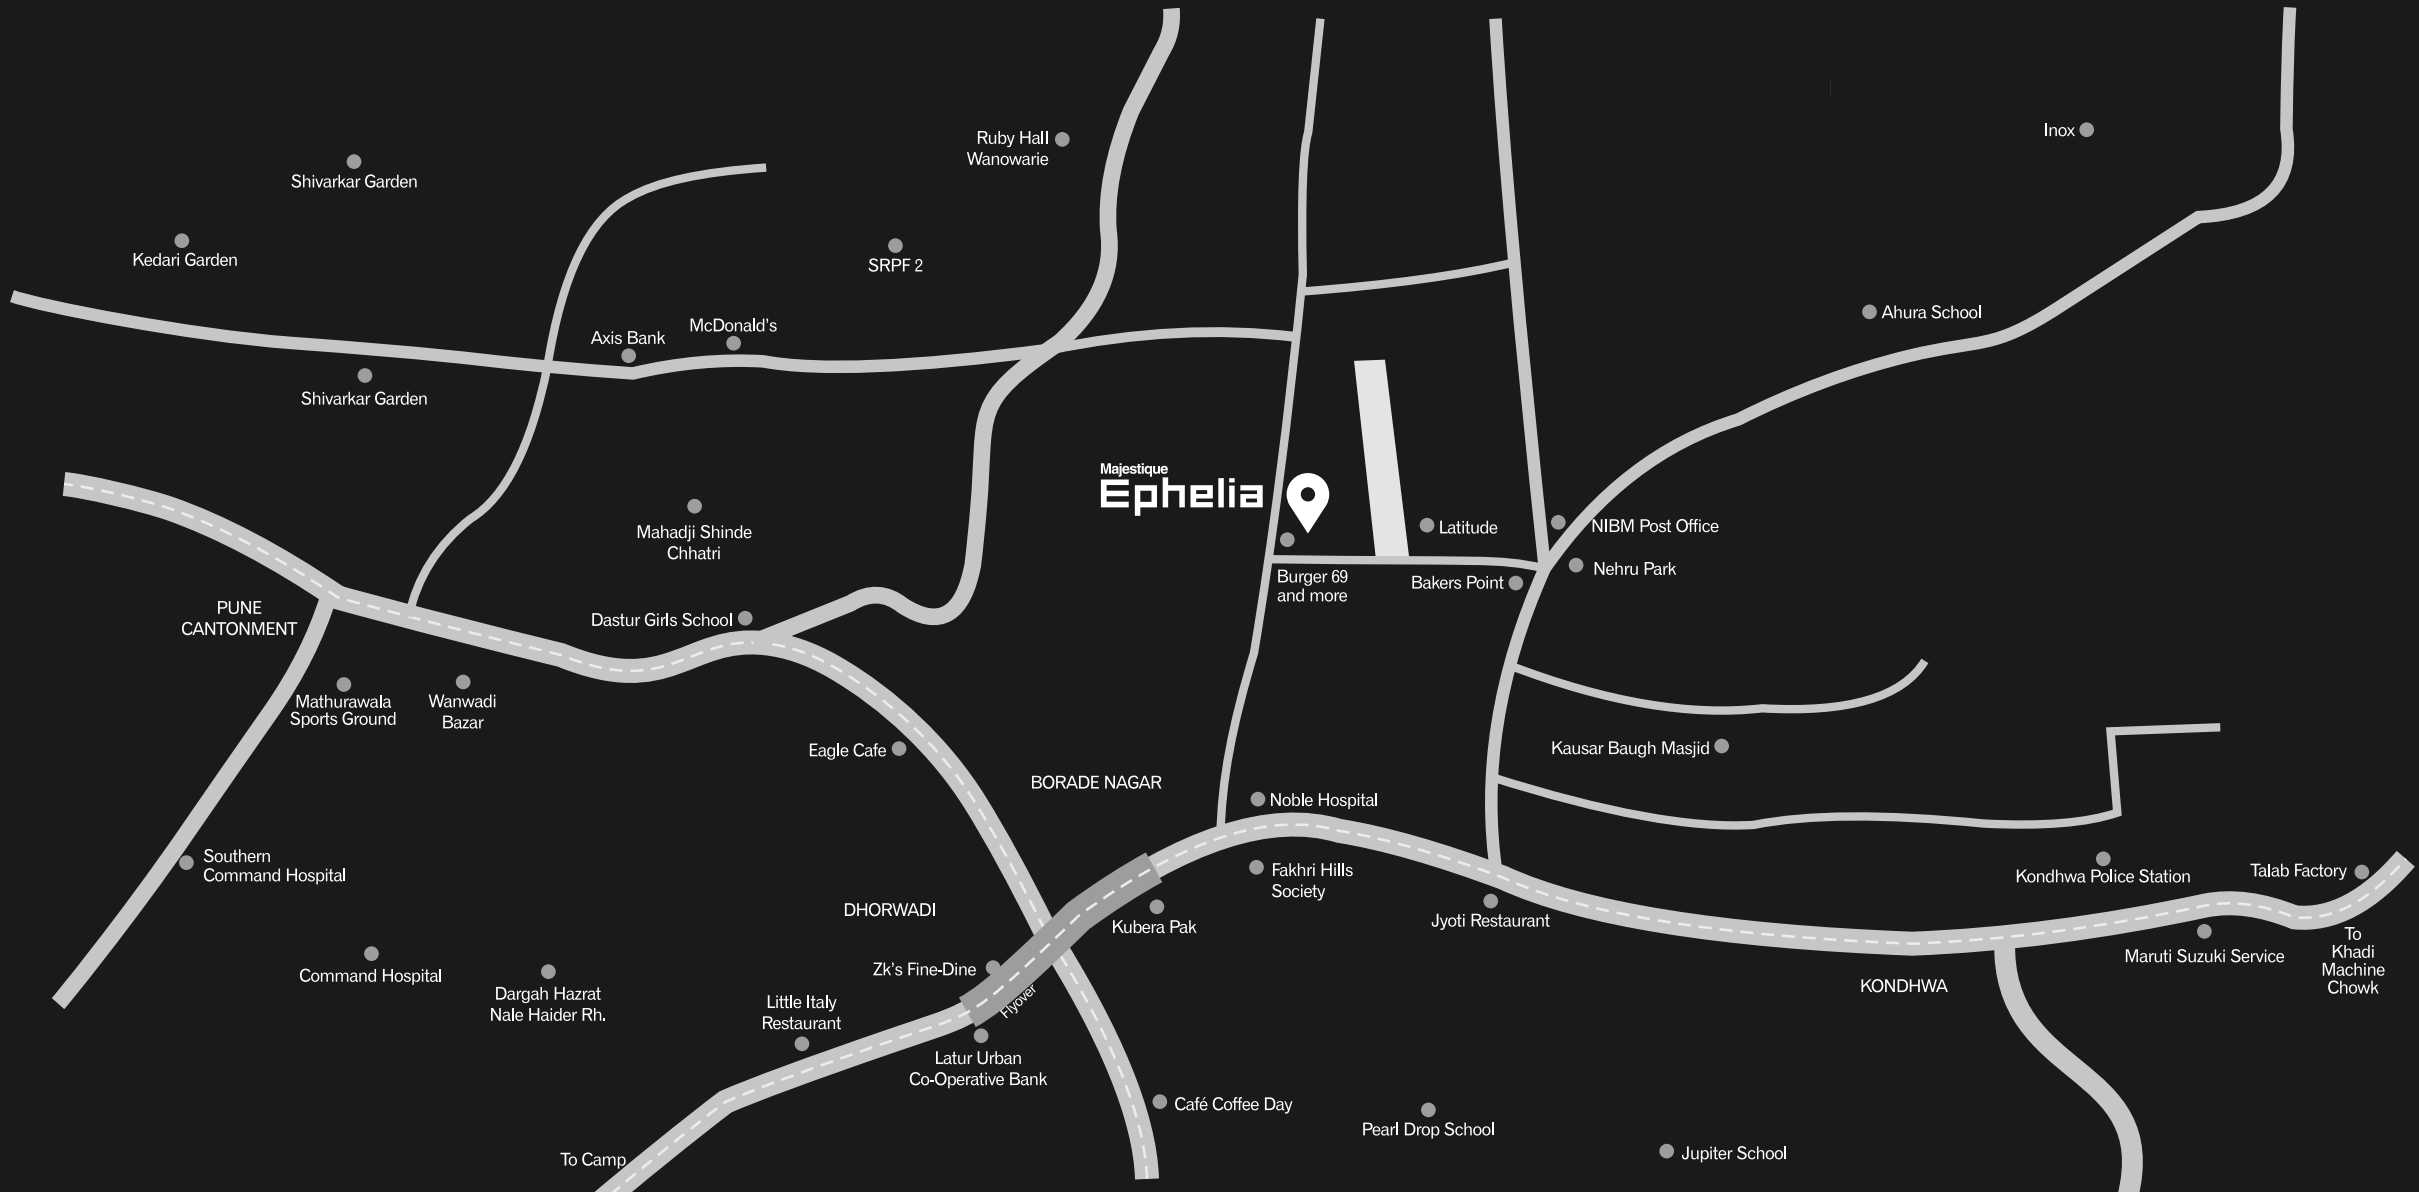 Ruby Hall
Wanowarie
Inox
Shivarkar Garden
Kedari Garden
SRPF 2
Ahura School
McDonald's
Axis Bank
Shivarkar Garden
Majestique
Ephelia
Mahadji Shinde
Chhatri
Latitude
NIBM Post Office
Nehru Park
Burger 69
and more
Bakers Point
PUNE
CANTONMENT
Dastur Girls School
Mathurawala
Sports Ground
Wanwadi
Bazar
Eagle Cafe
Kausar Baugh Masjid
BORADE NAGAR
Noble Hospital
Southern
Command Hospital
Fakhri Hills
Society
Kondhwa Police Station
Talab Factory
DHORWADI
Kubera Pak
Jyoti Restaurant
To
Khadi
Machine
Chowk
Maruti Suzuki Service
Command Hospital
Zk's Fine-Dine
KONDHWA
Dargah Hazrat
Nale Haider Rh.
Little Italy
Restaurant
Flyover
Latur Urban
Co-Operative Bank
Café Coffee Day
Pearl Drop School
Jupiter School
To Camp